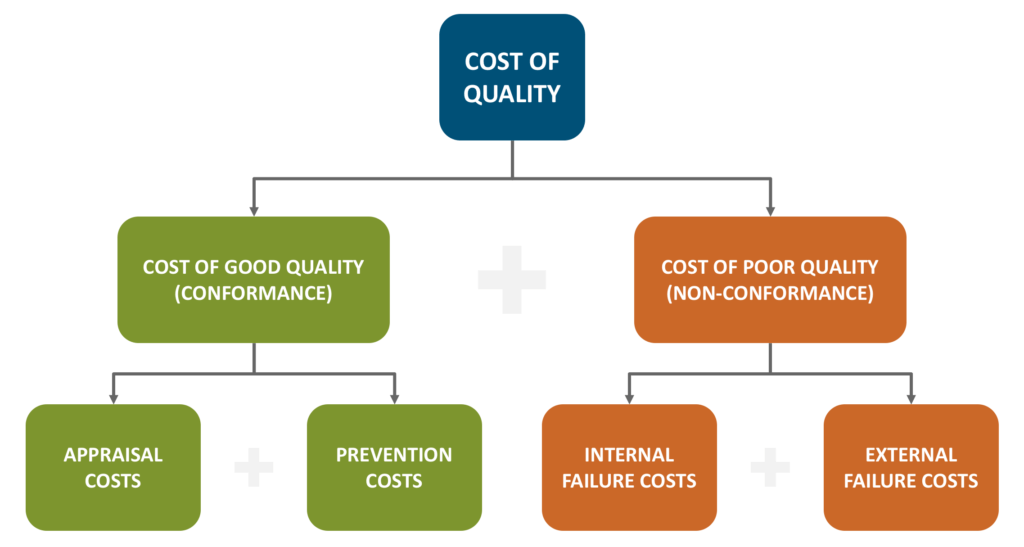 COST OF
QUALITY
COST OF GOOD QUALITY
(CONFORMANCE)
COST OF POOR QUALITY
(NON-CONFORMANCE)
APPRAISAL
COSTS
PREVENTION
COSTS
INTERNAL
FAILURE COSTS
EXTERNAL
FAILURE COSTS